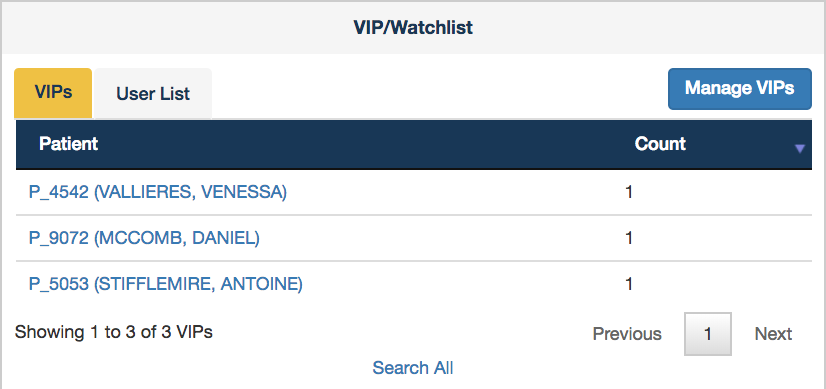 VIP/Watchlist
VIPs User List Manage VIPs
Patient Count
P_4542 (VALLIERES, VENESSA) 1
P_9072 (MCCOMB, DANIEL) 1
P_5053 (STIFFLEMIRE, ANTOINE) 1
Showing 1 to 3 of 3 VIPs Previous 1 Next
Search All